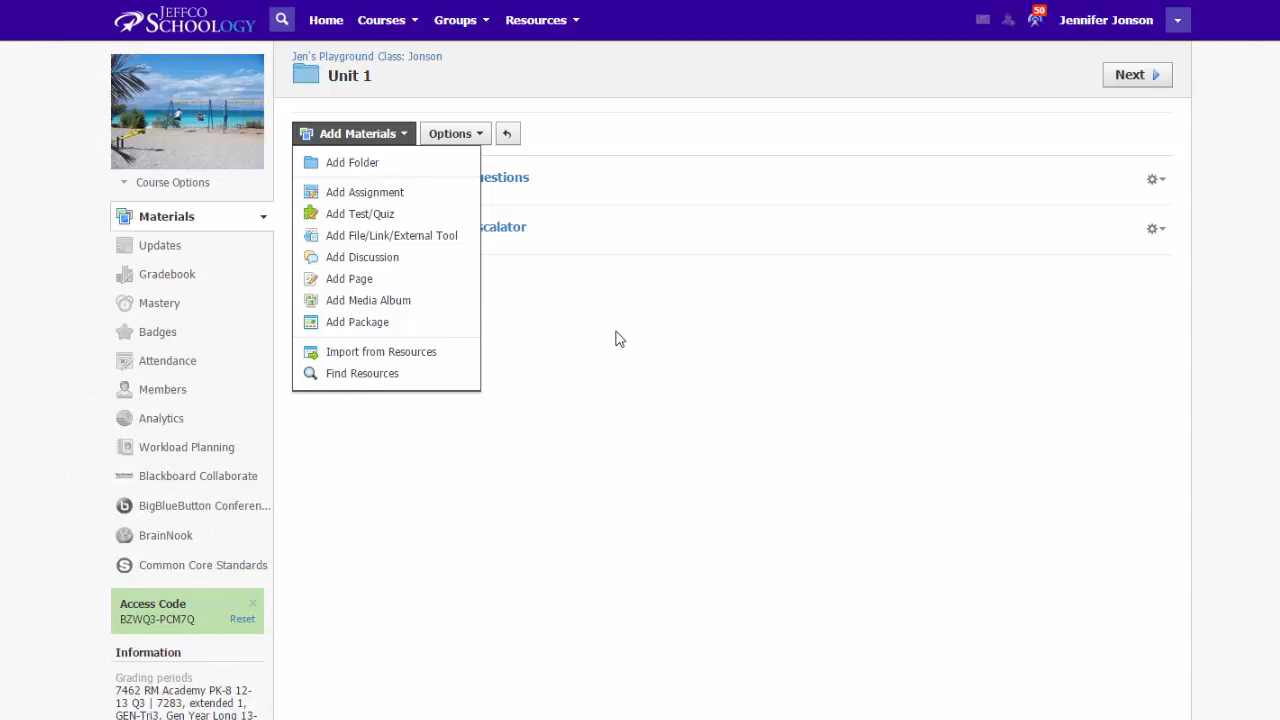 JEFFCO
SCHOOLOGY
Home Courses Groups Resources
50
Jennifer Jonson
Jen's Playground Class: Jonson
Unit 1
Next
Add Materials Options
Add Folder
Add Assignment
Add Test/Quiz
Add File/Link/External Tool
Add Discussion
Add Page
Add Media Album
Add Package
Import from Resources
Find Resources
uestions
scalator
Course Options
Materials
Updates
Gradebook
Mastery
Badges
Attendance
Members
Analytics
Workload Planning
Blackboard Collaborate
BigBlueButton Conferen...
BrainNook
Common Core Standards
Access Code
BZWQ3-PCM7Q Reset
Information
Grading periods
7462 RM Academy PK-8 12-
13 Q3 | 7283, extended 1,
GEN-Tri3, Gen Year Long 13-